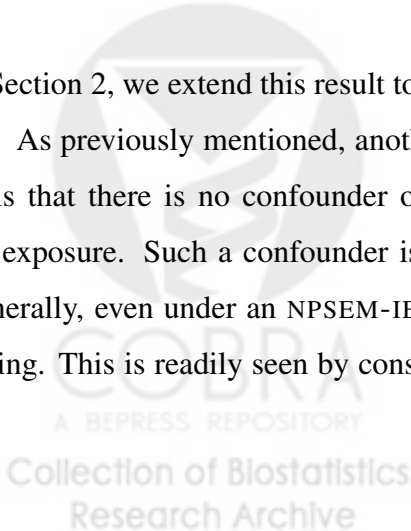 Section 2, we extend this result to
As previously mentioned, anoth
is that there is no confounder o
exposure. Such a confounder is
nerally, even under an NPSEM-IE
ing. This is readily seen by cons
COBRA
A BEPRESS REPOSITORY
Collection of Biostatistics
Research Archive